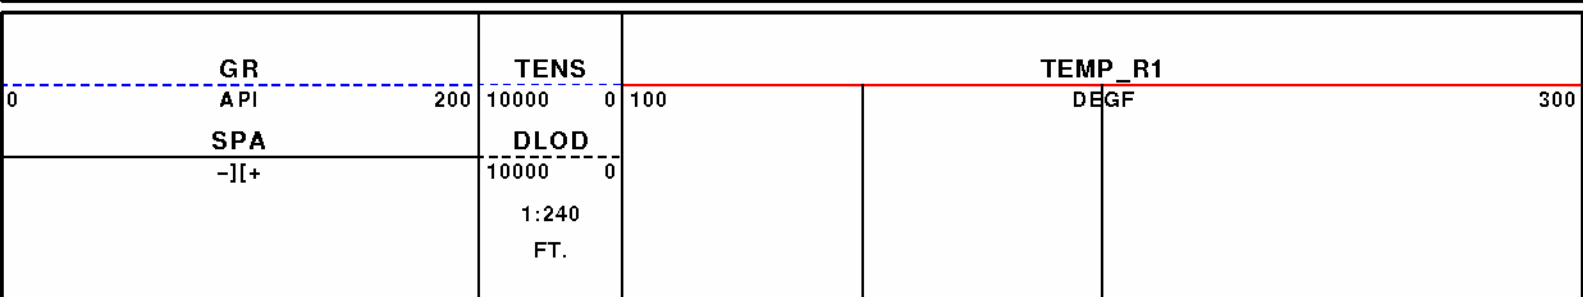 GR TENS TEMP_R1
0 API 200 10000 0 100 DEGF 300
SPA DLOD
-][+ 10000 0
1:240
FT.